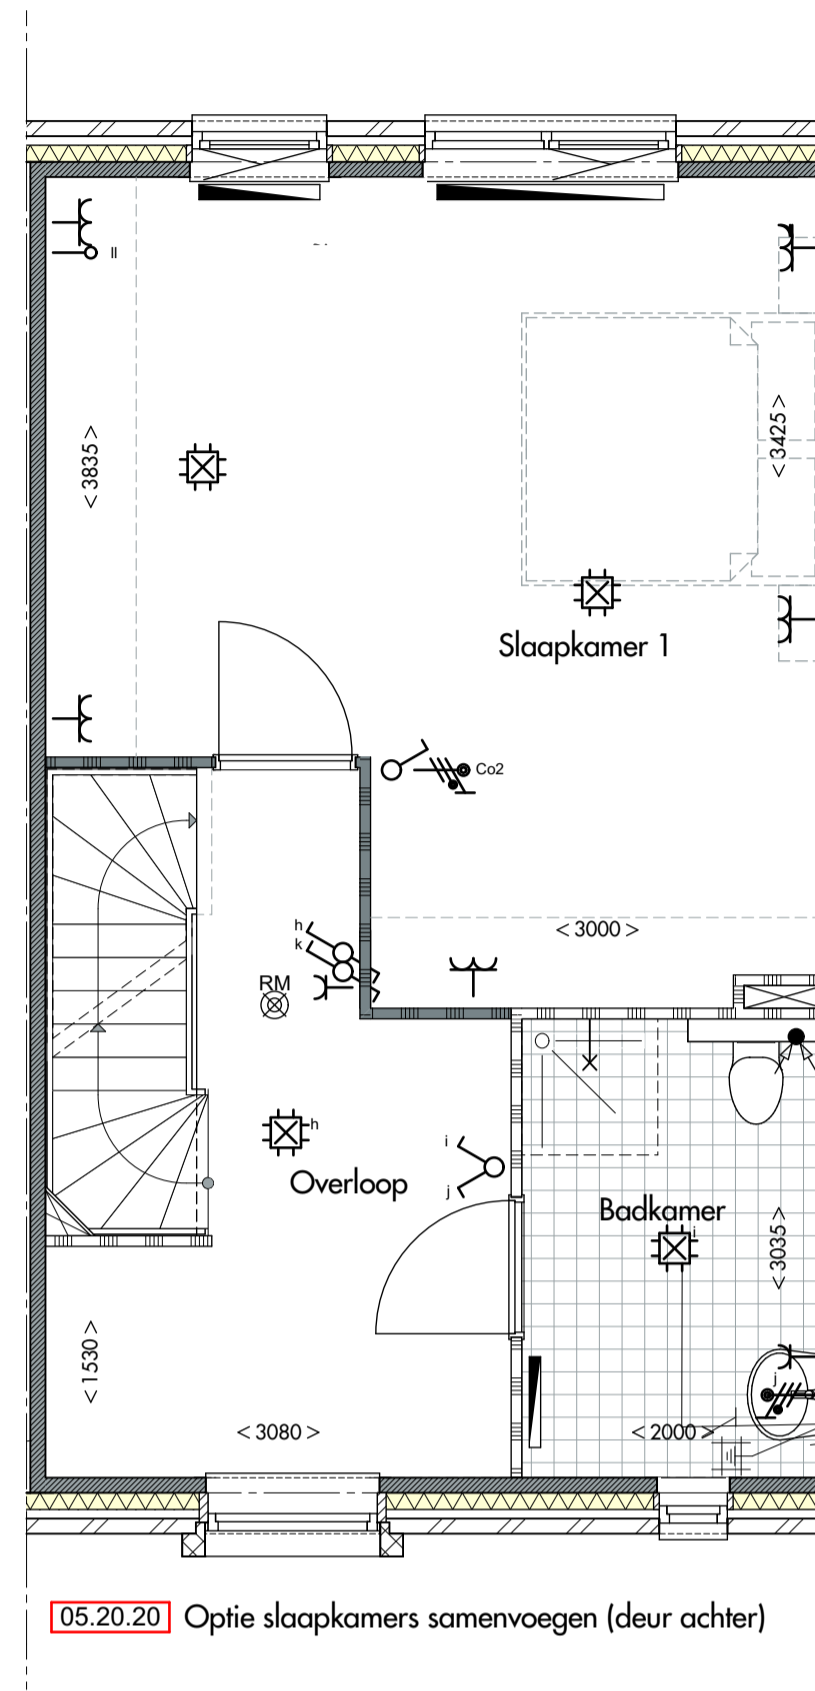 II
< 3835 >
< 3425 >
Slaapkamer 1
Co2
< 3000 >
h
k
RM
h
i
j
Overloop
Badkamer
i
< 3035 >
< 1530 >
j
< 3080 >
< 2000 >
05.20.20 Optie slaapkamers samenvoegen (deur achter)